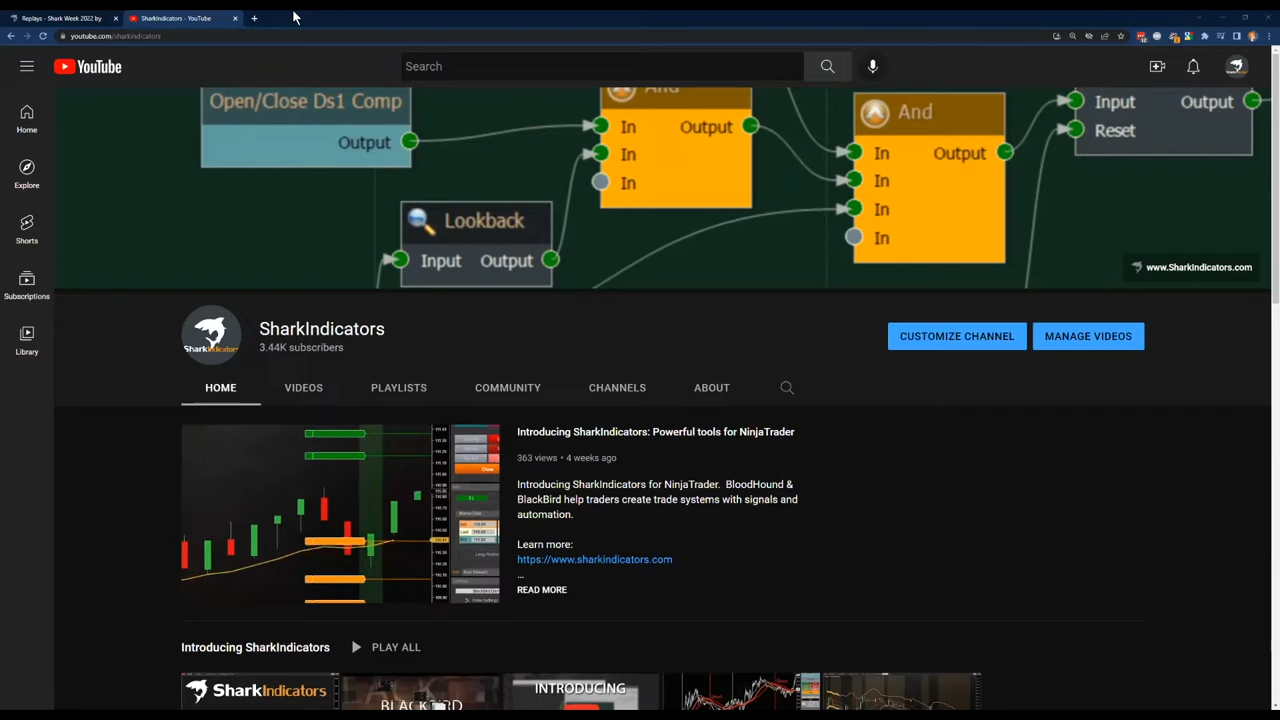 Replays - Shark Week 2022 by
SharkIndicators - YouTube
youtube.com/sharkindicators
YouTube
Search
Home
Explore
Shorts
Subscriptions
Library
Open/Close Ds1 Comp
Output
Lookback
Input Output
And
In Output
In
In
And
In Output
In
In
In
Input Output
Reset
www.SharkIndicators.com
SharkIndicators
3.44K subscribers
CUSTOMIZE CHANNEL
MANAGE VIDEOS
HOME VIDEOS PLAYLISTS COMMUNITY CHANNELS ABOUT
Introducing SharkIndicators: Powerful tools for NinjaTrader
363 views • 4 weeks ago
Introducing SharkIndicators for NinjaTrader. BloodHound &
BlackBird help traders create trade systems with signals and
automation.
Learn more:
https://www.sharkindicators.com
...
READ MORE
Close
Introducing SharkIndicators
PLAY ALL
SharkIndicators
BLACKBIRD
INTRODUCING